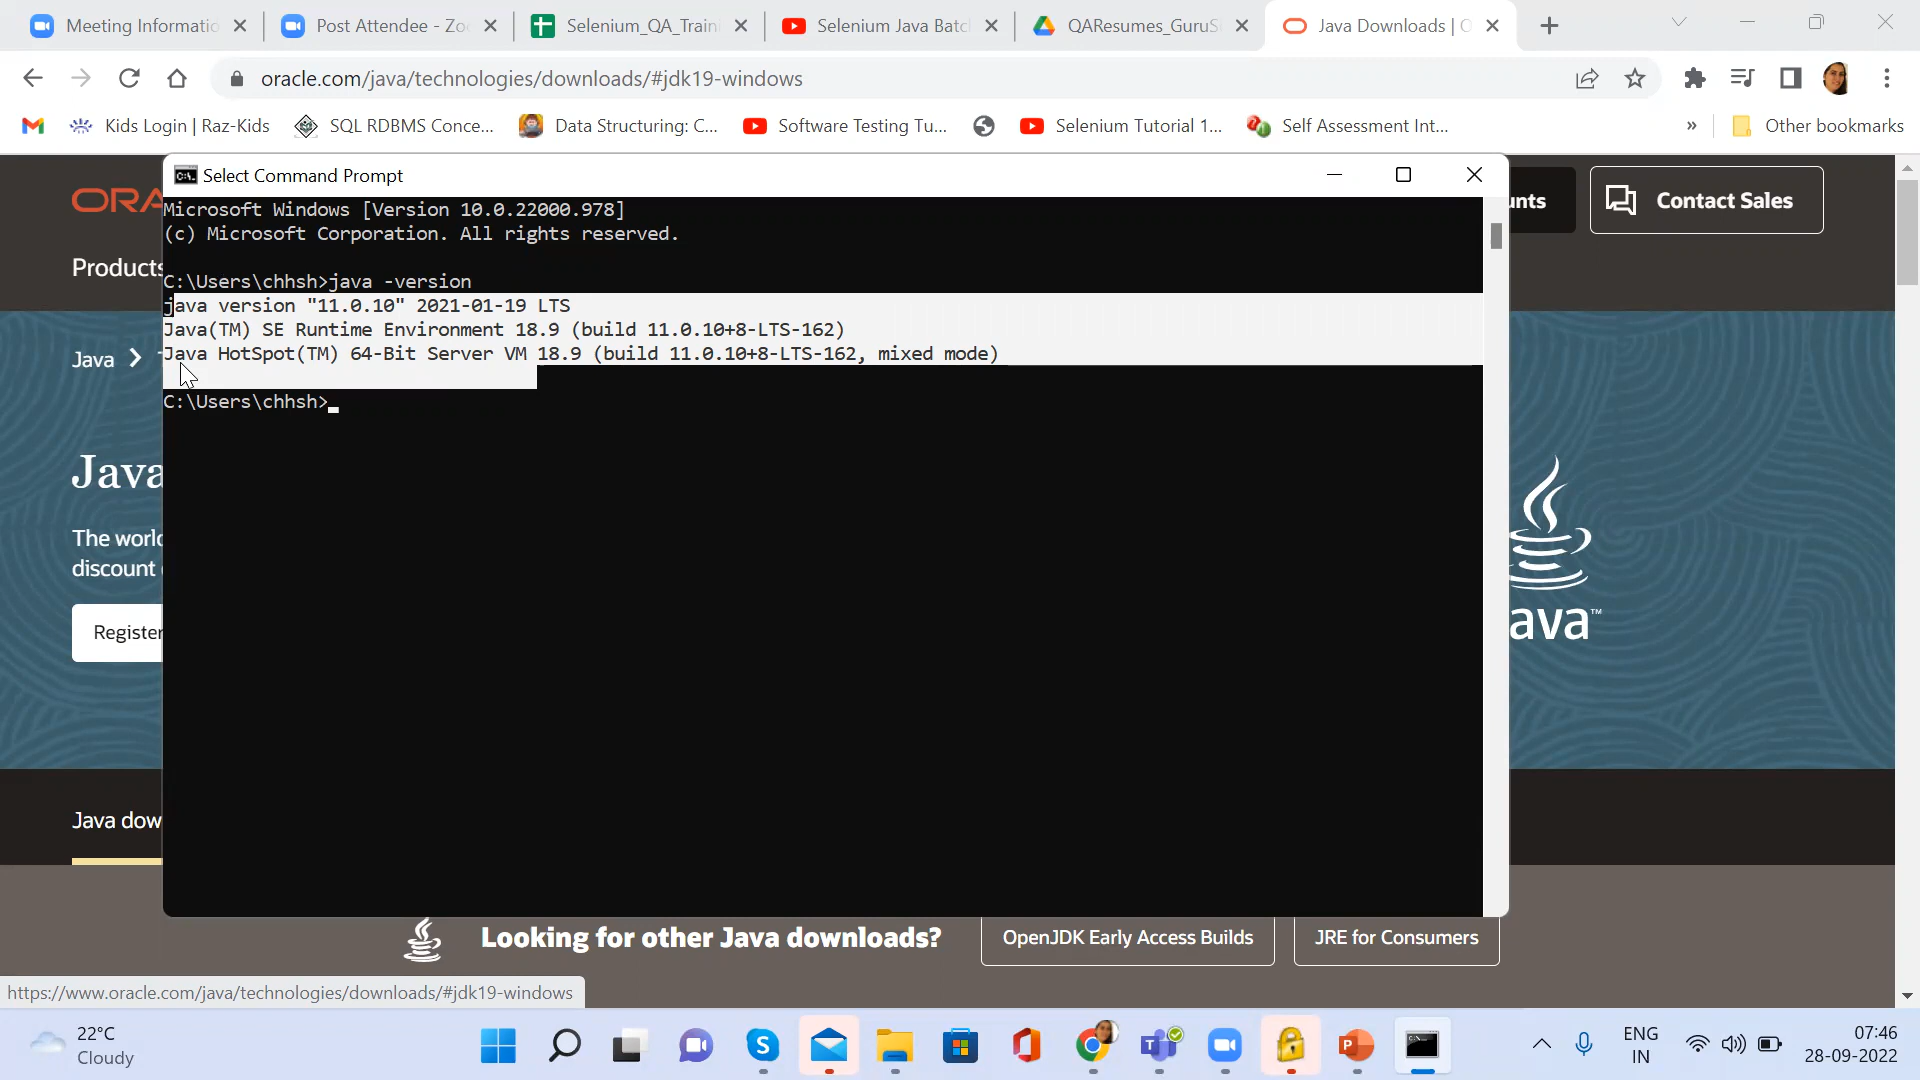 Meeting Informatio
Post Attendee - Zo
Selenium_QA_Traini
Selenium Java Batc
QAResumes_GuruS
Java Downloads | O
oracle.com/java/technologies/downloads/#jdk19-windows
Kids Login | Raz-Kids
SQL RDBMS Conce...
Data Structuring: C...
Software Testing Tu...
Selenium Tutorial 1...
Self Assessment Int...
»
Other bookmarks
Select Command Prompt
ORA
Products
unts
Contact Sales
Microsoft Windows [Version 10.0.22000.978]
(c) Microsoft Corporation. All rights reserved.
C:\Users\chhsh>java -version
java version "11.0.10" 2021-01-19 LTS
Java(TM) SE Runtime Environment 18.9 (build 11.0.10+8-LTS-162)
Java HotSpot(TM) 64-Bit Server VM 18.9 (build 11.0.10+8-LTS-162, mixed mode)
C:\Users\chhsh>
Java
Java
The world
discount
Register
ava™
Java dow
Looking for other Java downloads?
OpenJDK Early Access Builds
JRE for Consumers
https://www.oracle.com/java/technologies/downloads/#jdk19-windows
22°C
Cloudy
ENG
IN
07:46
28-09-2022